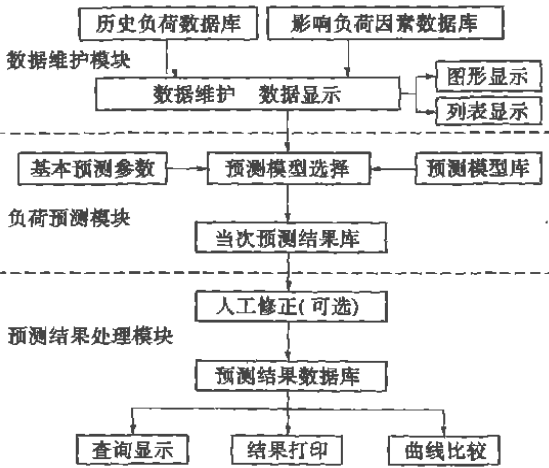 历史负荷数据库
影响负荷因素数据库
数据维护模块
数据维护 数据显示
图形显示
列表显示
基本预测参数
预测模型选择
预测模型库
负荷预测模块
当次预测结果库
人工修正(可选)
预测结果处理模块
预测结果数据库
查询显示
结果打印
曲线比较